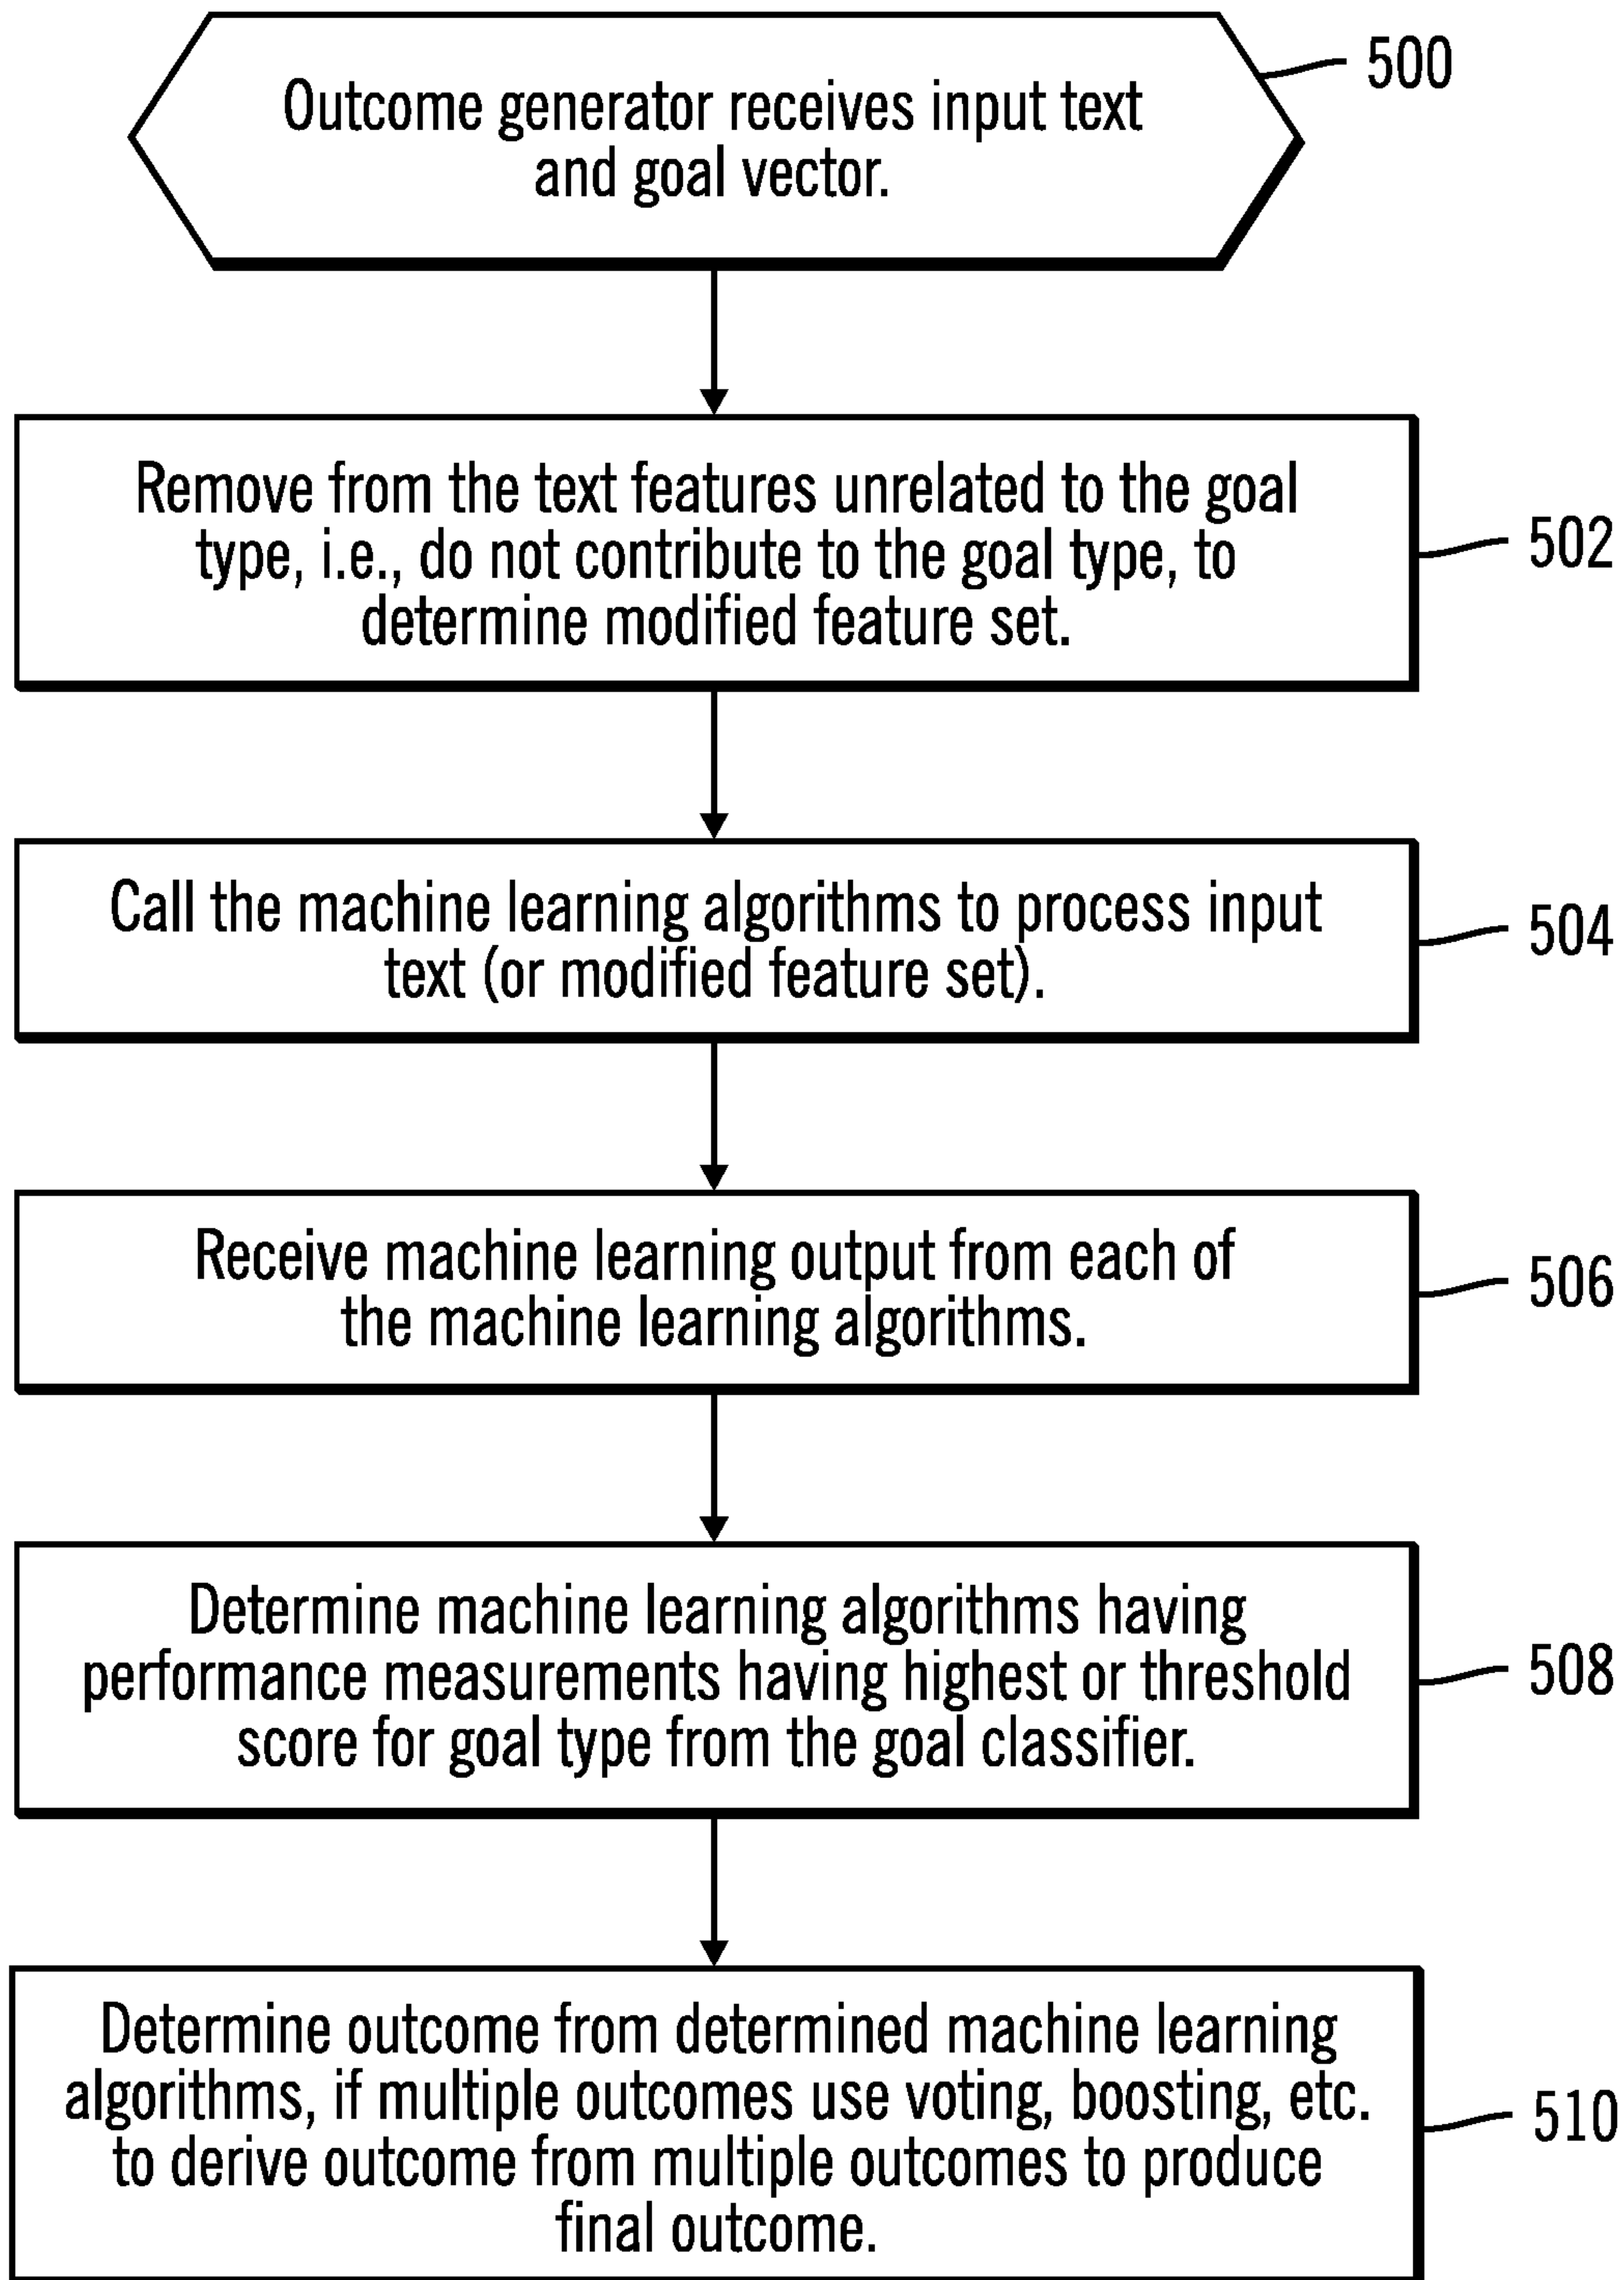 Outcome generator receives input text
and goal vector.
500
Remove from the text features unrelated to the goal
type, i.e., do not contribute to the goal type, to
determine modified feature set.
502
Call the machine learning algorithms to process input
text (or modified feature set).
504
Receive machine learning output from each of
the machine learning algorithms.
506
Determine machine learning algorithms having
performance measurements having highest or threshold
score for goal type from the goal classifier.
508
Determine outcome from determined machine learning
algorithms, if multiple outcomes use voting, boosting, etc.
to derive outcome from multiple outcomes to produce
final outcome.
510